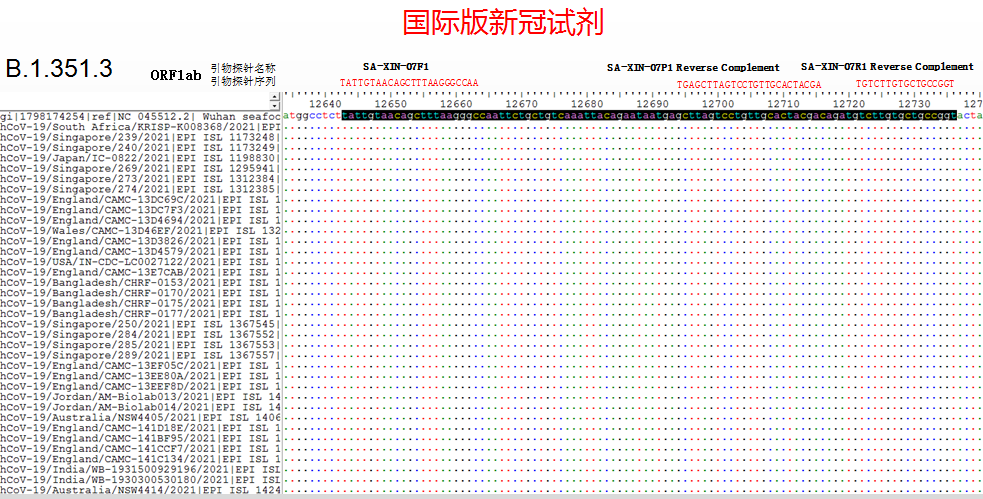 国际版新冠试剂
B.1.351.3
ORF1ab
引物探针名称
引物探针序列
SA-XIN-07F1
SA-XIN-07P1 Reverse Complement
SA-XIN-07R1 Reverse Complement
TATTGTAACAGCTTTAAGGGCCAA
TGAGCTTAGTCCTGTTGCACTACGA
TGTCTTGTGCTGCCGGT
12640 12650 12660 12670 12680 12690 12700 12710 12720 12730 127
gi|1798174254|ref|NC 045512.2| Wuhan seafoc atggcctcttattgtaacagctttaagggccaattctgctgtcaaattacagaataatgagcttagtcctgttgcactacgacagatgtcttgtgctgccggtacta
hCoV-19/South Africa/KRISP-K008368/2021|EPI
hCoV-19/Singapore/239/2021|EPI ISL 1173248|
hCoV-19/Singapore/240/2021|EPI ISL 1173249|
hCoV-19/Japan/IC-0822/2021|EPI ISL 1198830|
hCoV-19/Singapore/269/2021|EPI ISL 1295941|
hCoV-19/Singapore/273/2021|EPI ISL 1312384|
hCoV-19/Singapore/274/2021|EPI ISL 1312385|
hCoV-19/England/CAMC-13DC69C/2021|EPI ISL 1
hCoV-19/England/CAMC-13DC7F3/2021|EPI ISL 1
hCoV-19/England/CAMC-13D4694/2021|EPI ISL 1
hCoV-19/Wales/CAMC-13D46EF/2021|EPI ISL 132
hCoV-19/England/CAMC-13D3826/2021|EPI ISL 1
hCoV-19/England/CAMC-13D4579/2021|EPI ISL 1
hCoV-19/USA/IN-CDC-LC0027122/2021|EPI ISL 1
hCoV-19/England/CAMC-13E7CAB/2021|EPI ISL 1
hCoV-19/Bangladesh/CHRF-0153/2021|EPI ISL 1
hCoV-19/Bangladesh/CHRF-0170/2021|EPI ISL 1
hCoV-19/Bangladesh/CHRF-0175/2021|EPI ISL 1
hCoV-19/Bangladesh/CHRF-0177/2021|EPI ISL 1
hCoV-19/Singapore/250/2021|EPI ISL 1367545|
hCoV-19/Singapore/284/2021|EPI ISL 1367552|
hCoV-19/Singapore/285/2021|EPI ISL 1367553|
hCoV-19/Singapore/289/2021|EPI ISL 1367557|
hCoV-19/England/CAMC-13EF05C/2021|EPI ISL 1
hCoV-19/England/CAMC-13EE80A/2021|EPI ISL 1
hCoV-19/England/CAMC-13EEF8D/2021|EPI ISL 1
hCoV-19/Jordan/AM-Biolab013/2021|EPI ISL 14
hCoV-19/Jordan/AM-Biolab014/2021|EPI ISL 14
hCoV-19/Australia/NSW4405/2021|EPI ISL 1406
hCoV-19/England/CAMC-141D18E/2021|EPI ISL 1
hCoV-19/England/CAMC-141BF95/2021|EPI ISL 1
hCoV-19/England/CAMC-141CCF7/2021|EPI ISL 1
hCoV-19/England/CAMC-141C134/2021|EPI ISL 1
hCoV-19/India/WB-1931500929196/2021|EPI ISL
hCoV-19/India/WB-1930300530180/2021|EPI ISL
hCoV-19/Australia/NSW4414/2021|EPI ISL 1424